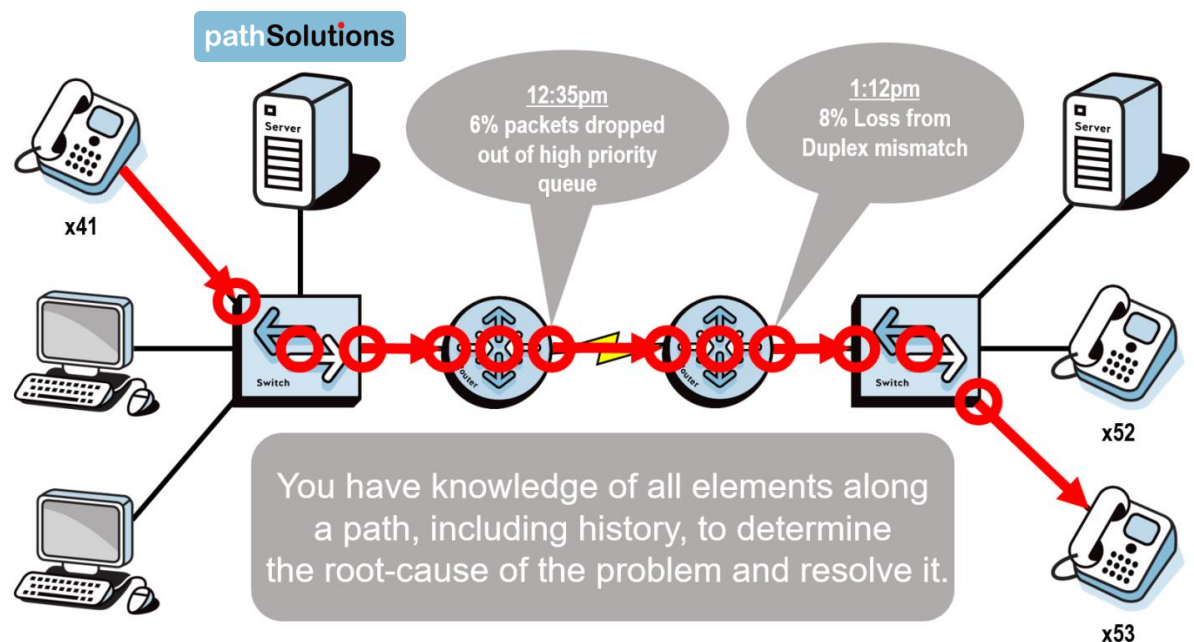 pathSolutions
12:35pm
6% packets dropped
out of high priority
queue
1:12pm
8% Loss from
Duplex mismatch
Server
Server
x41
Switch
Router
Router
Switch
x52
You have knowledge of all elements along
a path, including history, to determine
the root-cause of the problem and resolve it.
x53